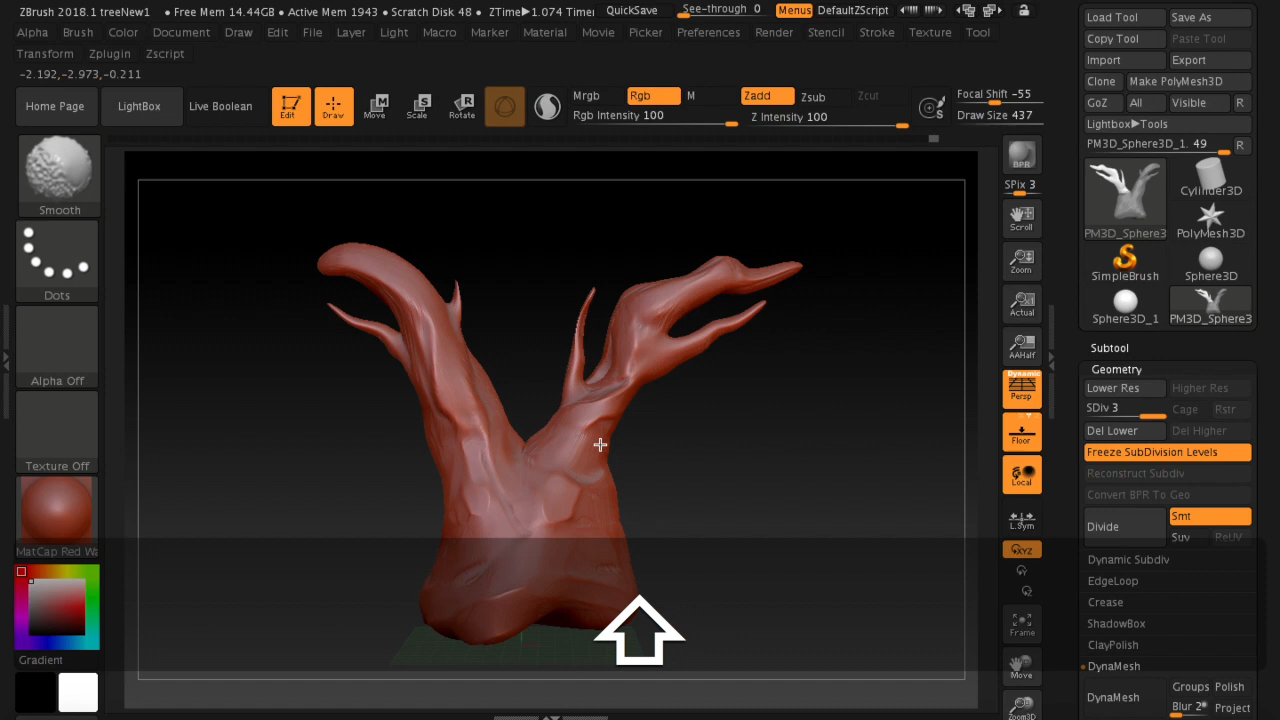 ZBrush 2018.1 treeNew1 • Free Mem 14.44GB • Active Mem 1943 • Scratch Disk 48 • ZTime▶1.074 Timer
QuickSave
See-through 0
Menus
DefaultZScript
Alpha Brush Color Document Draw Edit File Layer Light Macro Marker Material Movie Picker Preferences Render Stencil Stroke Texture Tool
Transform Zplugin Zscript
-2.192,-2.973,-0.211
Home Page
LightBox
Live Boolean
Edit
Draw
Move
Scale
Rotate
Mrgb Rgb M
Rgb Intensity 100
Zadd Zsub Zcut
Z Intensity 100
S
Focal Shift -55
Draw Size 437
Smooth
Dots
Alpha Off
Texture Off
MatCap Red Wa
Gradient
BPR
SPix 3
Scroll
Zoom
Actual
AAHalf
Dynamic
Persp
Floor
Local
L.Sym
XYZ
Y
Z
Frame
Move
Zoom3D
Load Tool Save As
Copy Tool Paste Tool
Import Export
Clone Make PolyMesh3D
GoZ All Visible R
Lightbox▶Tools
PM3D_Sphere3D_1. 49 R
PM3D_Sphere3
Cylinder3D
PolyMesh3D
SimpleBrush
Sphere3D
Sphere3D_1
PM3D_Sphere3
Subtool
Geometry
Lower Res Higher Res
SDiv 3 Cage Rstr
Del Lower Del Higher
Freeze SubDivision Levels
Reconstruct Subdiv
Convert BPR To Geo
Divide
Smt
Suv ReUV
Dynamic Subdiv
EdgeLoop
Crease
ShadowBox
ClayPolish
DynaMesh
DynaMesh
Groups Polish
Blur 2 Project